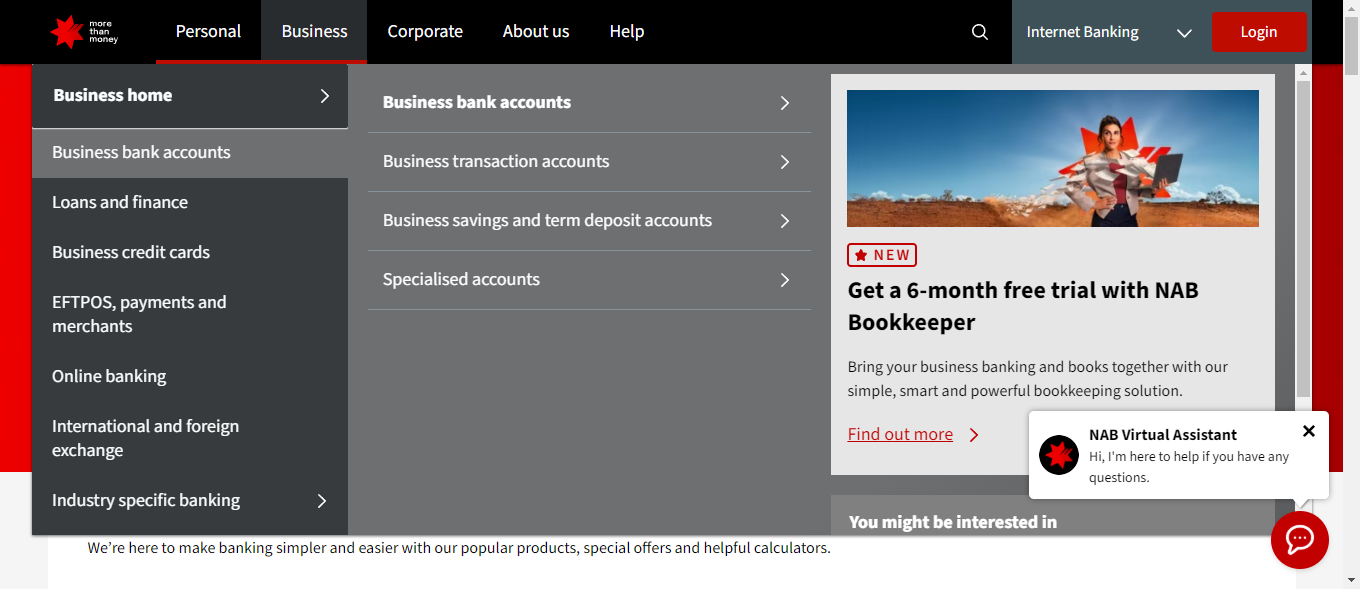 more
than
money
Personal
Business
Corporate
About us
Help
Internet Banking
Login
Business home
Business bank accounts
Loans and finance
Business credit cards
EFTPOS, payments and
merchants
Online banking
International and foreign
exchange
Industry specific banking
Business bank accounts
Business transaction accounts
Business savings and term deposit accounts
Specialised accounts
NEW
Get a 6-month free trial with NAB
Bookkeeper
Bring your business banking and books together with our
simple, smart and powerful bookkeeping solution.
Find out more
You might be interested in
NAB Virtual Assistant
Hi, I'm here to help if you have any
questions.
We’re here to make banking simpler and easier with our popular products, special offers and helpful calculators.